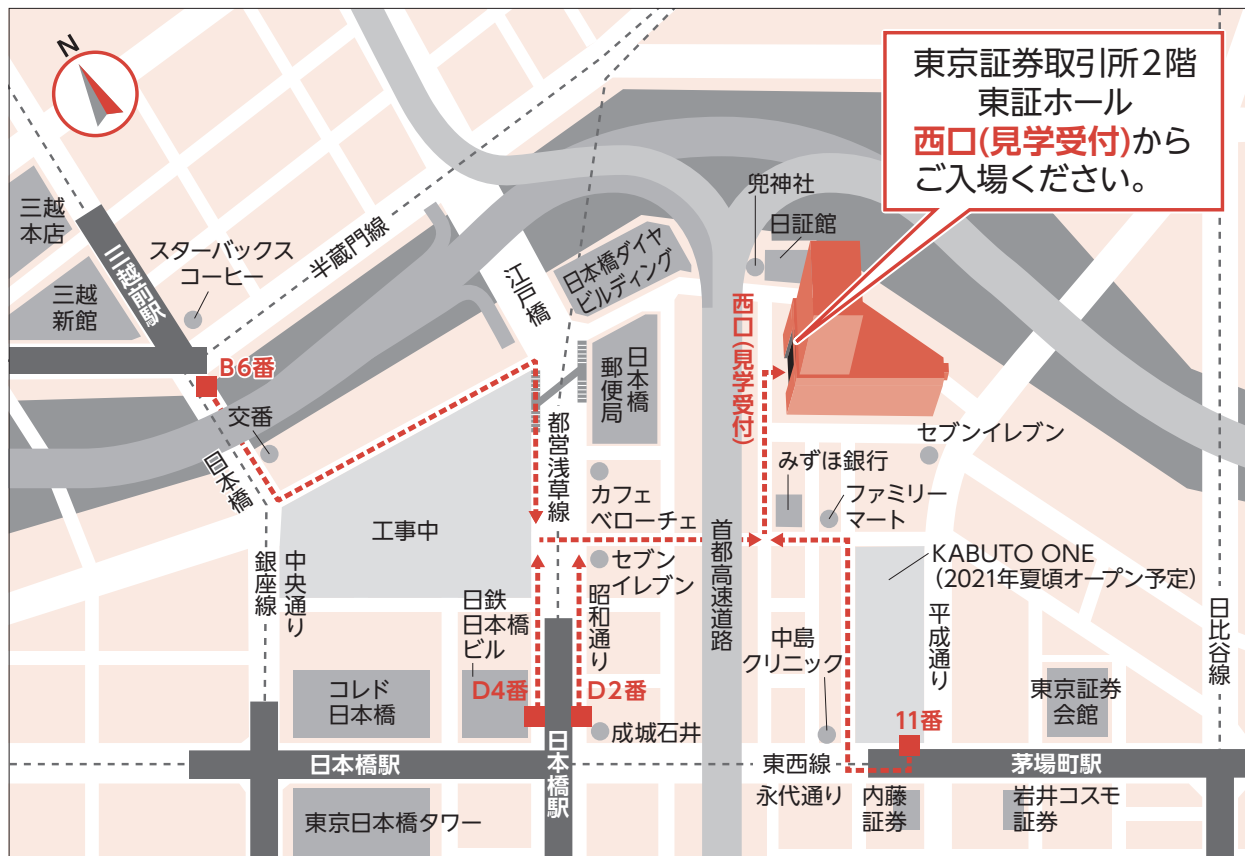 N
東京証券取引所2階
東証ホール
西口(見学受付)から
ご入場ください。
三越
本店
スターバックス
コーヒー
三越前駅
三越
新館
半蔵門線
江戸橋
日本橋ダイヤ
ビルディング
兜神社
日証館
西口(見学受付)
B6番
交番
日本橋
日本橋
郵便局
都営浅草線
カフェ
ベローチェ
セブンイレブン
みずほ銀行
ファミリー
マート
工事中
首都高速道路
KABUTO ONE
(2021年夏頃オープン予定)
銀座線
中央通り
セブン
イレブン
昭和通り
日鉄
日本橋
ビル
中島
クリニック
平成通り
日比谷線
コレド
日本橋
D4番
D2番
成城石井
東京証券
会館
11番
日本橋駅
日本橋駅
東西線
茅場町駅
永代通り
東京日本橋タワー
内藤
証券
岩井コスモ
証券